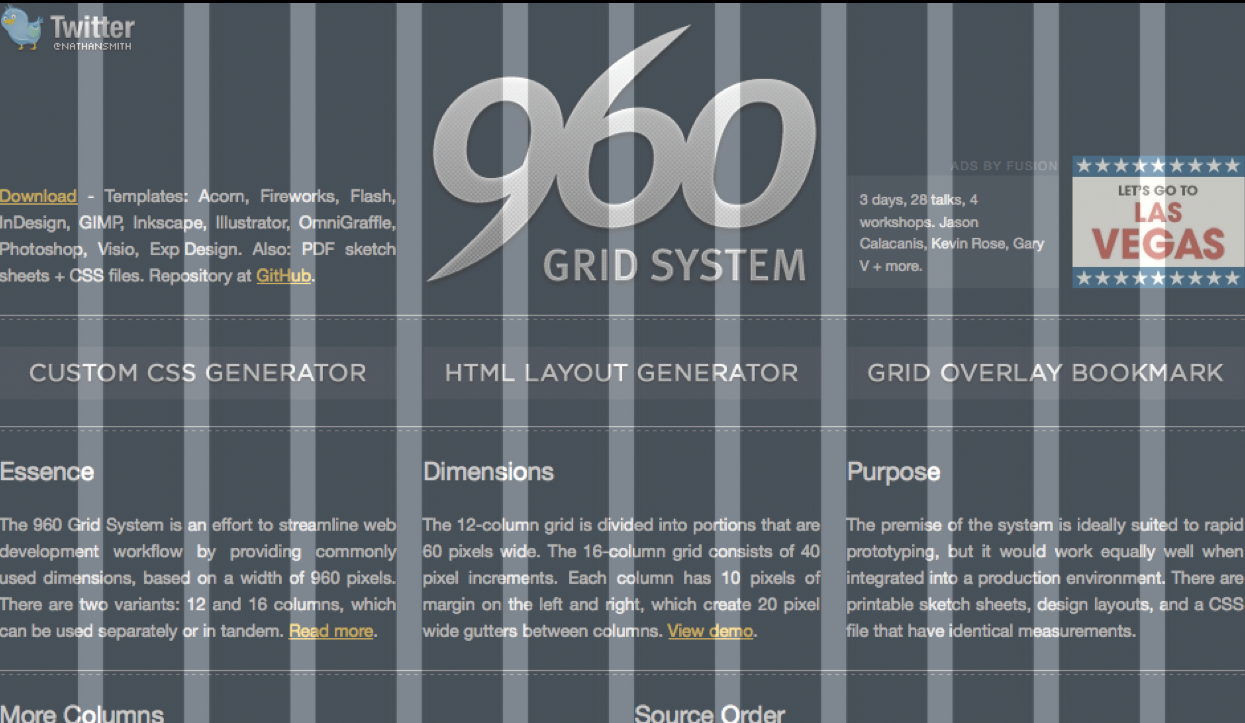 Twitter
@NATHANSMITH
960
GRID SYSTEM
Download - Templates: Acorn, Fireworks, Flash,
InDesign, GIMP, Inkscape, Illustrator, OmniGraffle,
Photoshop, Visio, Exp Design. Also: PDF sketch
sheets + CSS files. Repository at GitHub.
ADS BY FUSION
3 days, 28 talks, 4
workshops. Jason
Calacanis, Kevin Rose, Gary
V + more.
LET'S GO TO
LAS
VEGAS
CUSTOM CSS GENERATOR
HTML LAYOUT GENERATOR
GRID OVERLAY BOOKMARK
Essence
The 960 Grid System is an effort to streamline web
development workflow by providing commonly
used dimensions, based on a width of 960 pixels.
There are two variants: 12 and 16 columns, which
can be used separately or in tandem. Read more.
Dimensions
The 12-column grid is divided into portions that are
60 pixels wide. The 16-column grid consists of 40
pixel increments. Each column has 10 pixels of
margin on the left and right, which create 20 pixel
wide gutters between columns. View demo.
Purpose
The premise of the system is ideally suited to rapid
prototyping, but it would work equally well when
integrated into a production environment. There are
printable sketch sheets, design layouts, and a CSS
file that have identical measurements.
More Columns
Source Order